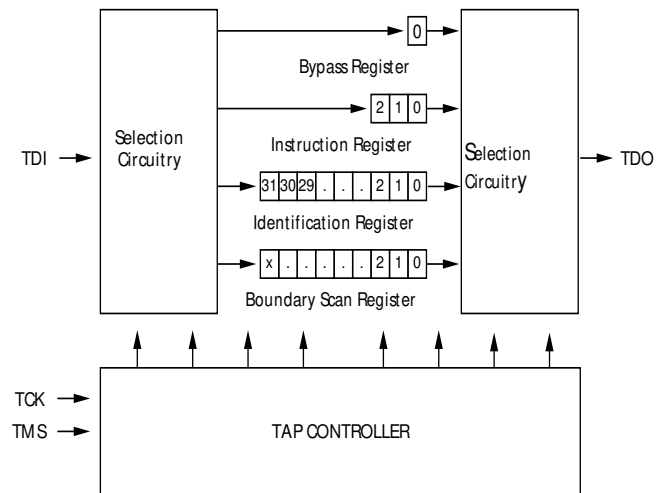 0
Bypass Register
2 1 0
Instruction Register
Selection
Circuitry
TDI
Selection
Circuitry
TDO
31 30 29 . . . 2 1 0
Identification Register
x . . . . . 2 1 0
Boundary Scan Register
TCK
TMS
TAP CONTROLLER